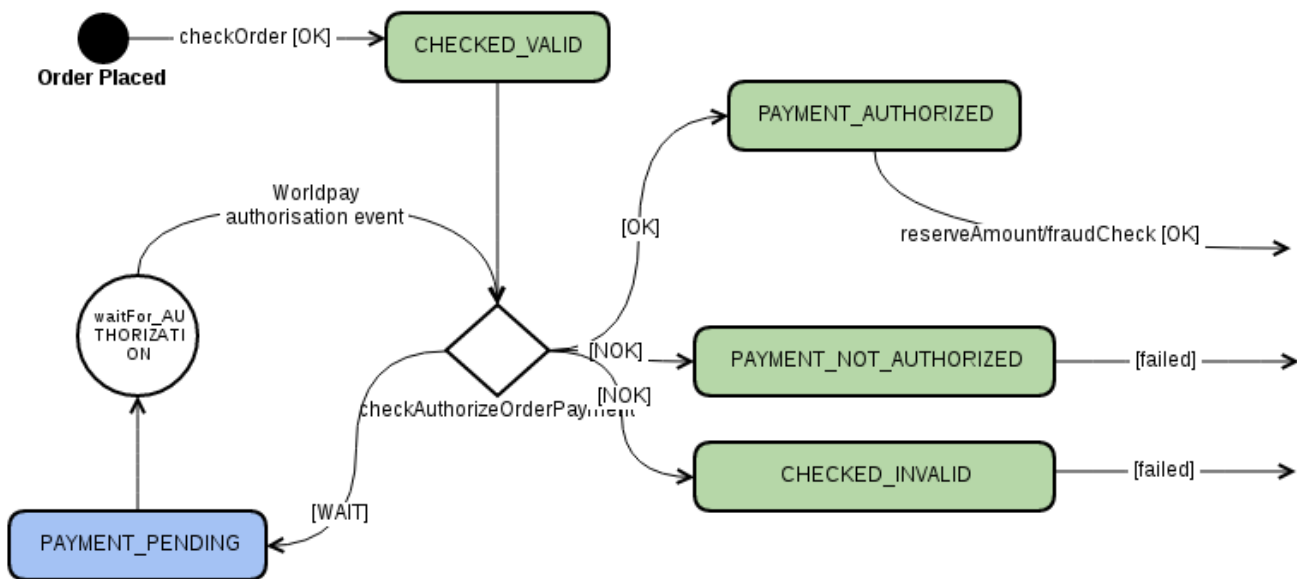 checkOrder [OK]
CHECKED_VALID
Order Placed
PAYMENT_AUTHORIZED
Worldpay
authorisation event
[OK]
reserveAmount/fraudCheck [OK]
waitFor_AU
THORIZATI
ON
[NOK]
PAYMENT_NOT_AUTHORIZED
[failed]
[NOK]
checkAuthorizeOrderPayment
CHECKED_INVALID
[failed]
[WAIT]
PAYMENT_PENDING